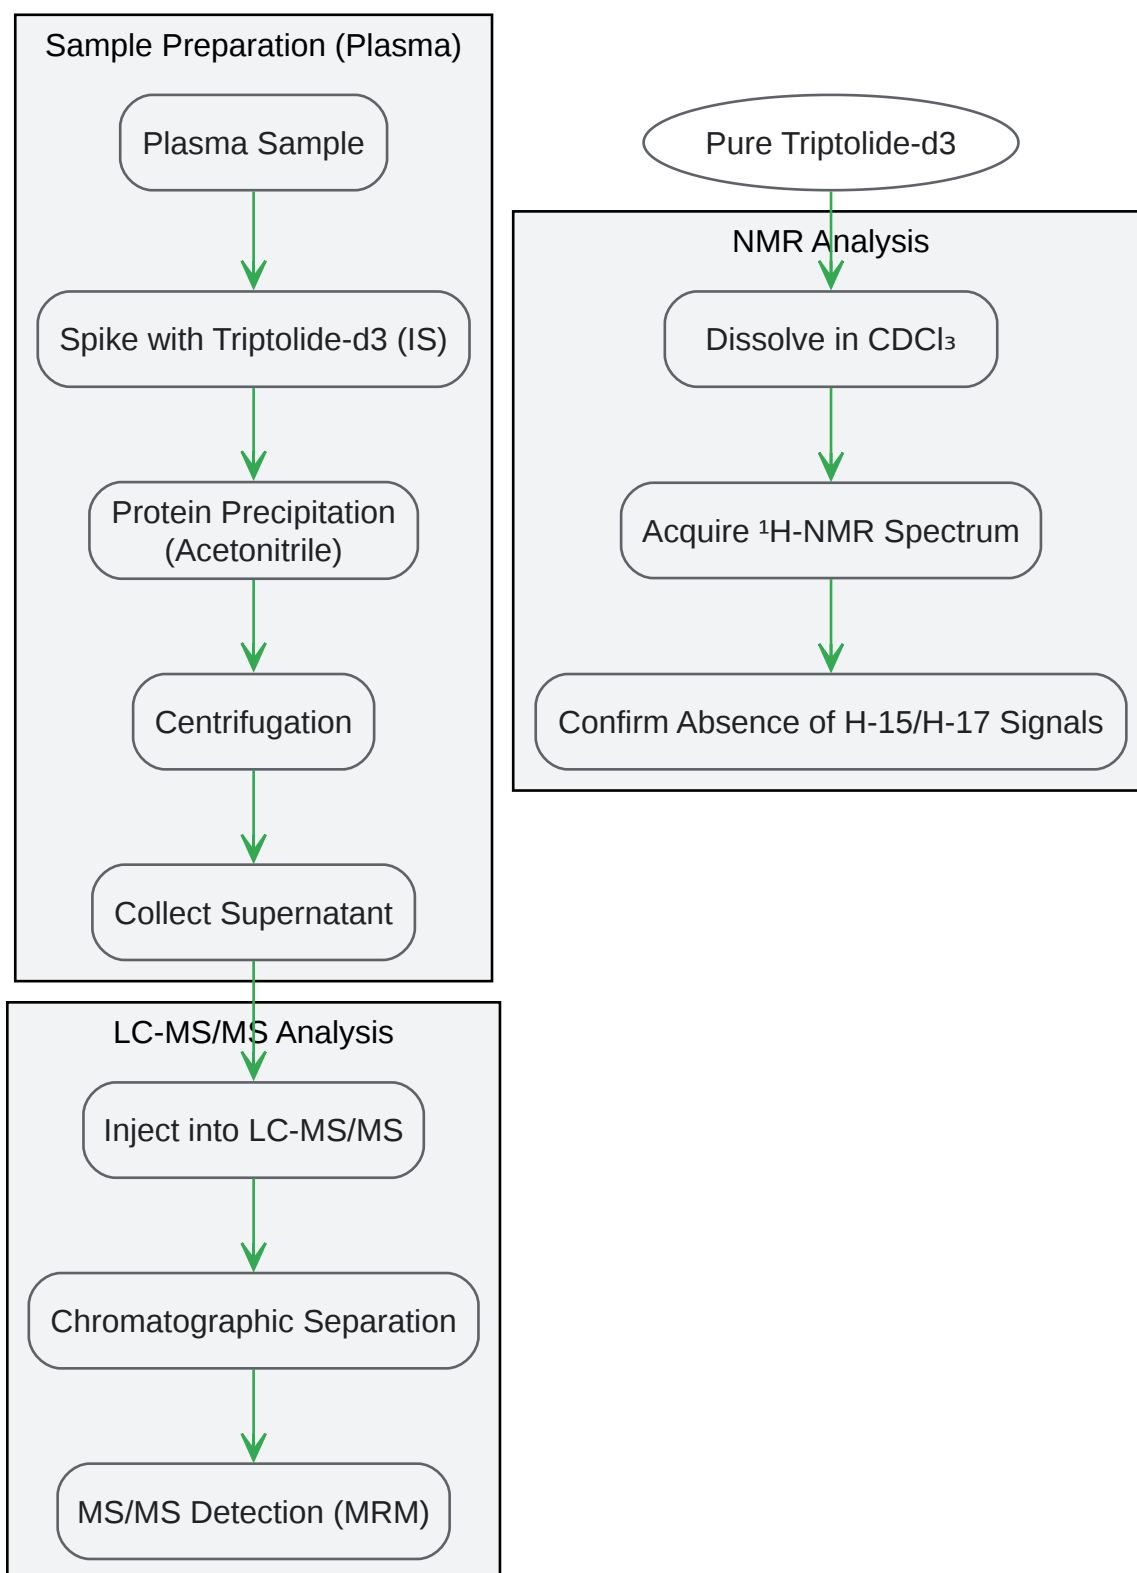 Sample Preparation (Plasma)
Plasma Sample
Spike with Triptolide-d3 (IS)
Protein Precipitation
(Acetonitrile)
Centrifugation
Collect Supernatant
LC-MS/MS Analysis
Inject into LC-MS/MS
Chromatographic Separation
MS/MS Detection (MRM)
Pure Triptolide-d3
NMR Analysis
Dissolve in CDCl₃
Acquire ¹H-NMR Spectrum
Confirm Absence of H-15/H-17 Signals